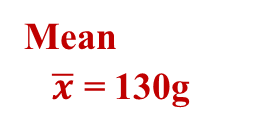 Mean
x̅ = 130g